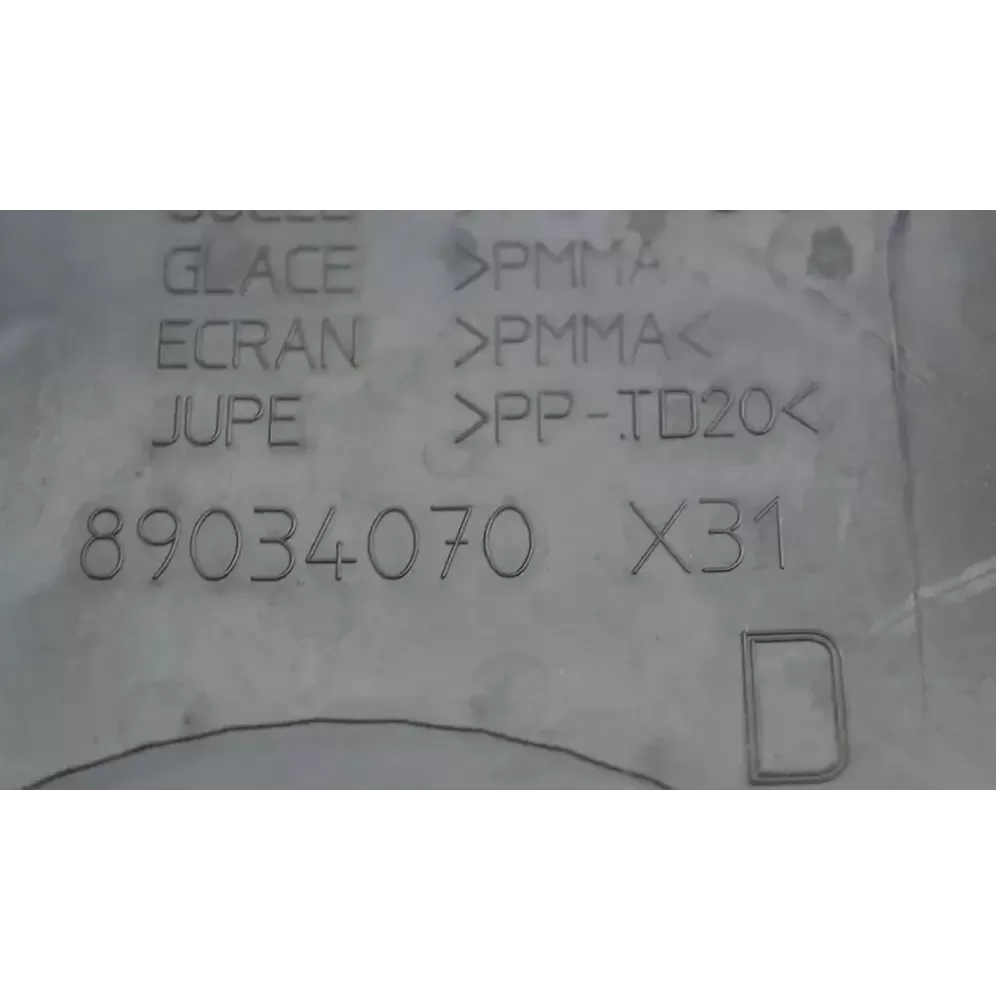 GLACE >PMMA
ECRAN >PMMA<
JUPE >PP-TD20<
89034070 X31
D